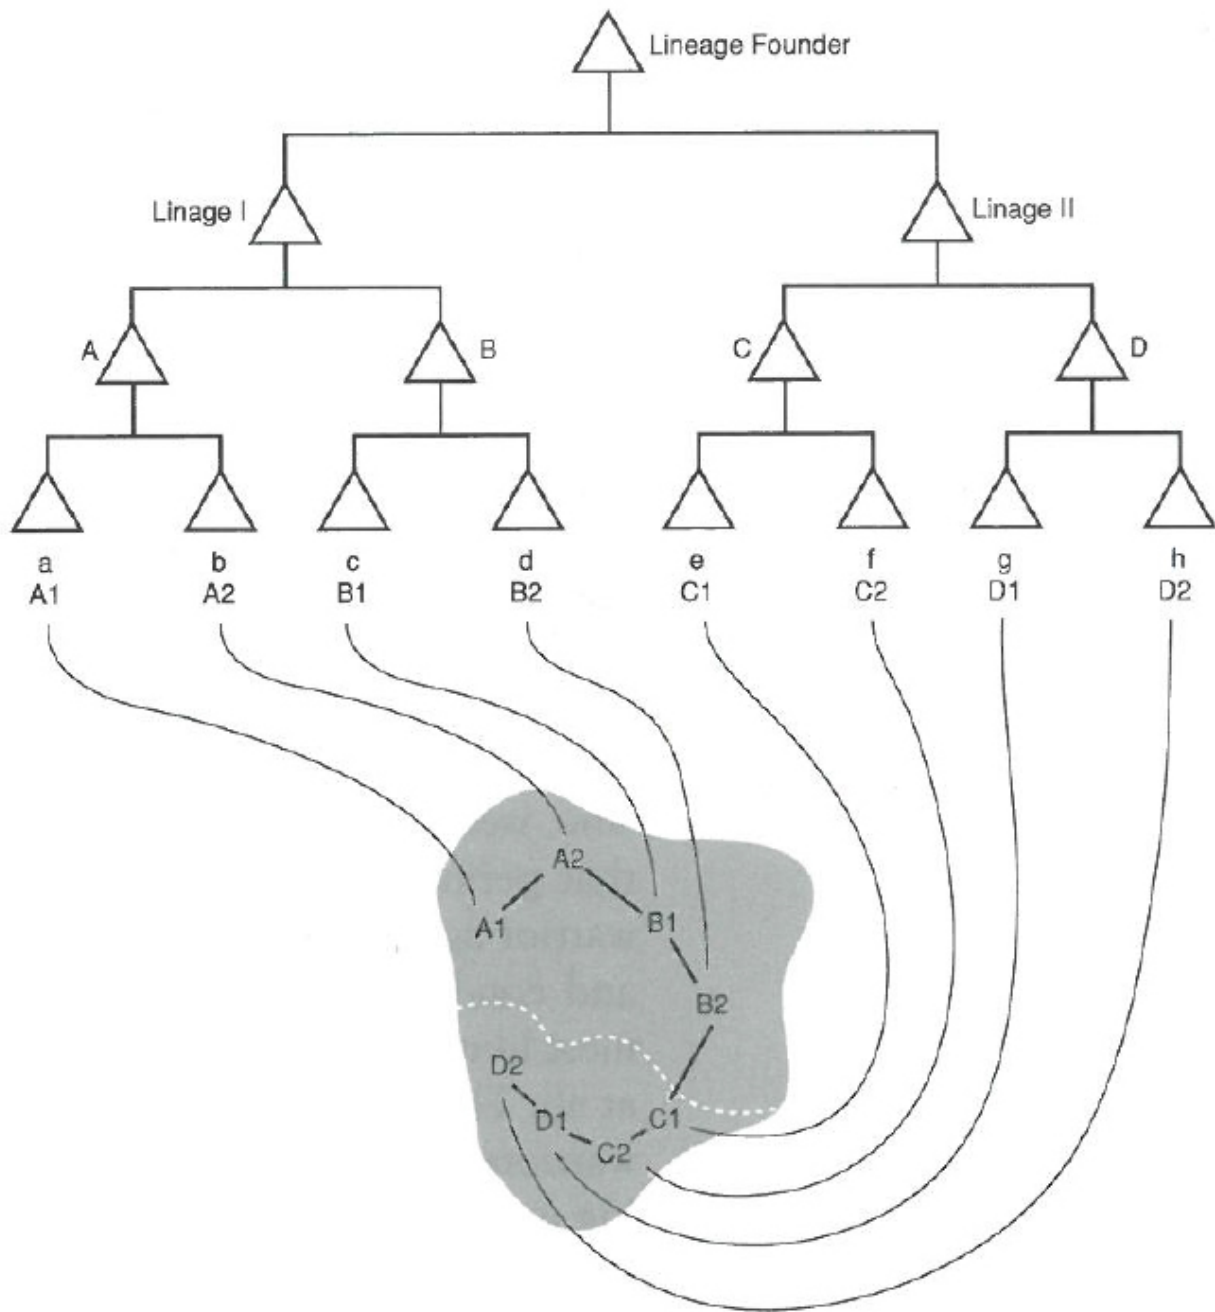 Lineage Founder
Linage I
Linage II
A
B
C
D
a
b
c
d
e
f
g
h
A1
A2
B1
B2
C1
C2
D1
D2
A2
A1
B1
B2
D2
D1
C1
C2